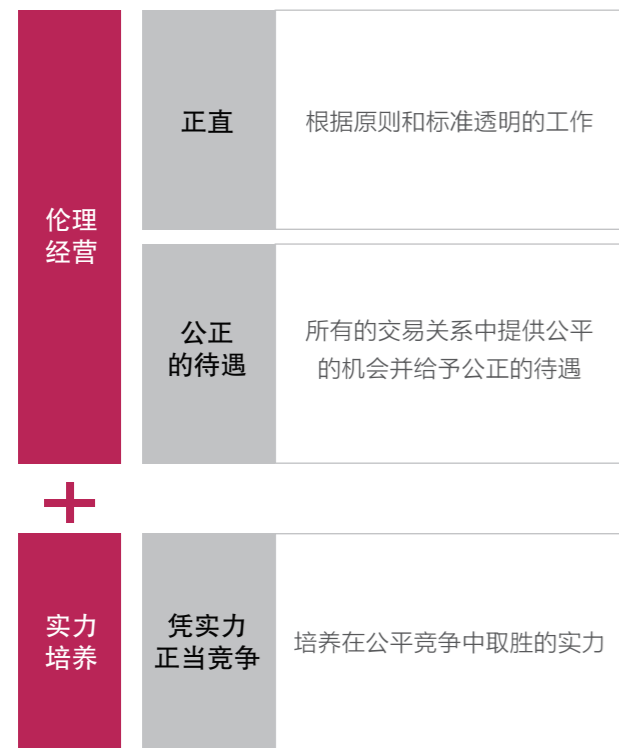 伦理
经营
正直
根据原则和标准透明的工作
公正
的待遇
所有的交易关系中提供公平
的机会并给予公正的待遇
+
实力
培养
凭实力
正当竞争
培养在公平竞争中取胜的实力